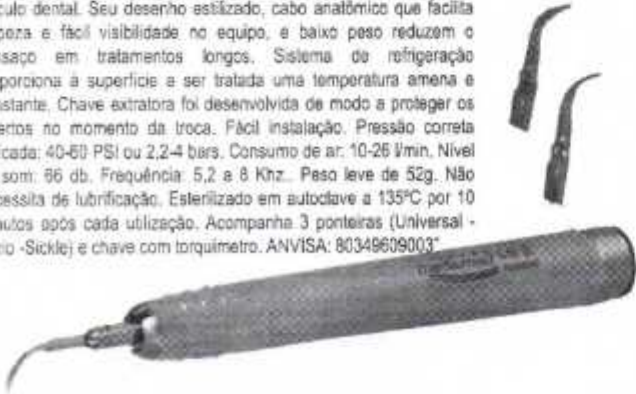 culo dental. Seu desenho estilizado, cabo anatômico que facilita
peza e fácil visibilidade no equipo, e baixo peso reduzem o
saço em tratamentos longos. Sistema de refrigeração
porciona a superfície a ser tratada uma temperatura amena e
stante. Chave extratora foi desenvolvida de modo a proteger os
ertos no momento da troca. Fácil instalação. Pressão correta
icada: 40-60 PSI ou 2,2-4 bars. Consumo de ar: 10-26 l/min. Nível
som: 66 db. Frequência: 5,2 a 8 Khz.. Peso leve de 52g. Não
essita de lubrificação. Esterilizado em autoclave a 135ºC por 10
utos após cada utilização. Acompanha 3 ponteiras (Universal -
io -Sickle) e chave com torquimetro. ANVISA: 80349609003"